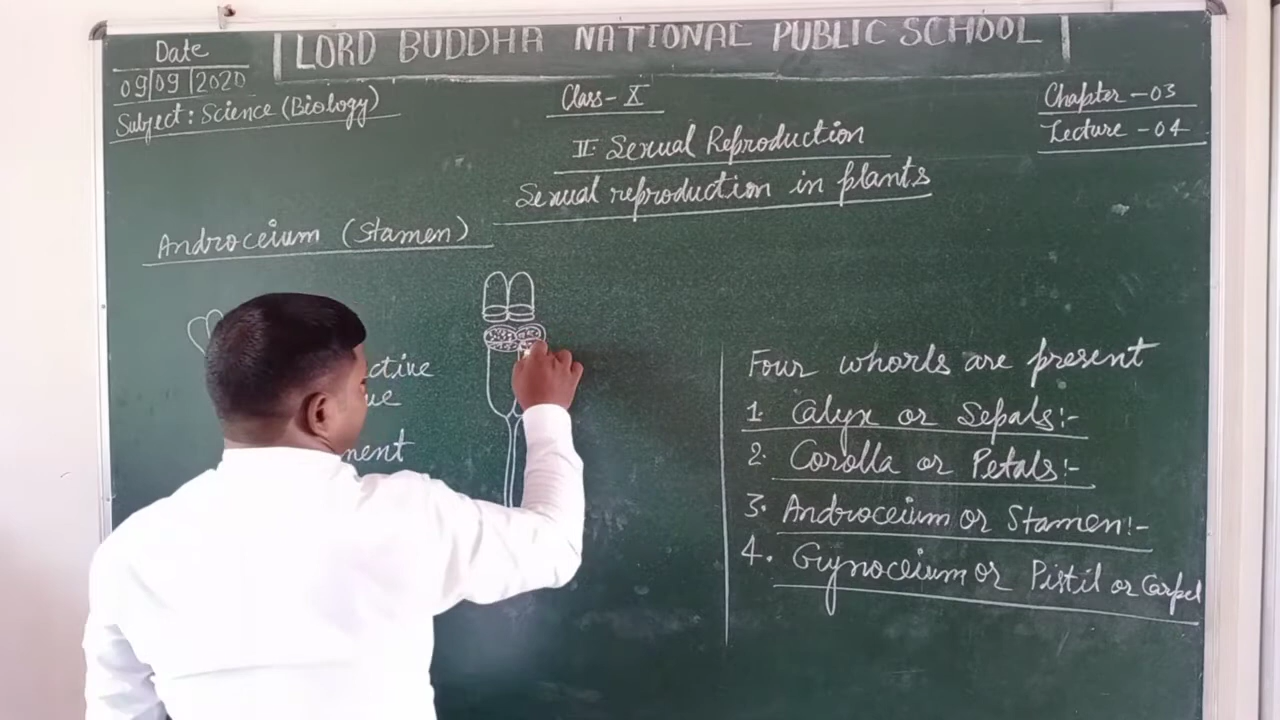 Date
LORD BUDDHA NATIONAL PUBLIC SCHOOL
09/09/2020
Subject: Science (Biology)
Class - X
Chapter - 03
Lecture - 04
II. Sexual Reproduction
Sexual reproduction in plants
Androceium (Stamen)
Four whorls are present
1. Calyx or Sepals:-
2. Corolla or Petals:-
3. Androceium or Stamen:-
4. Gynoceium or Pistil or Carpel